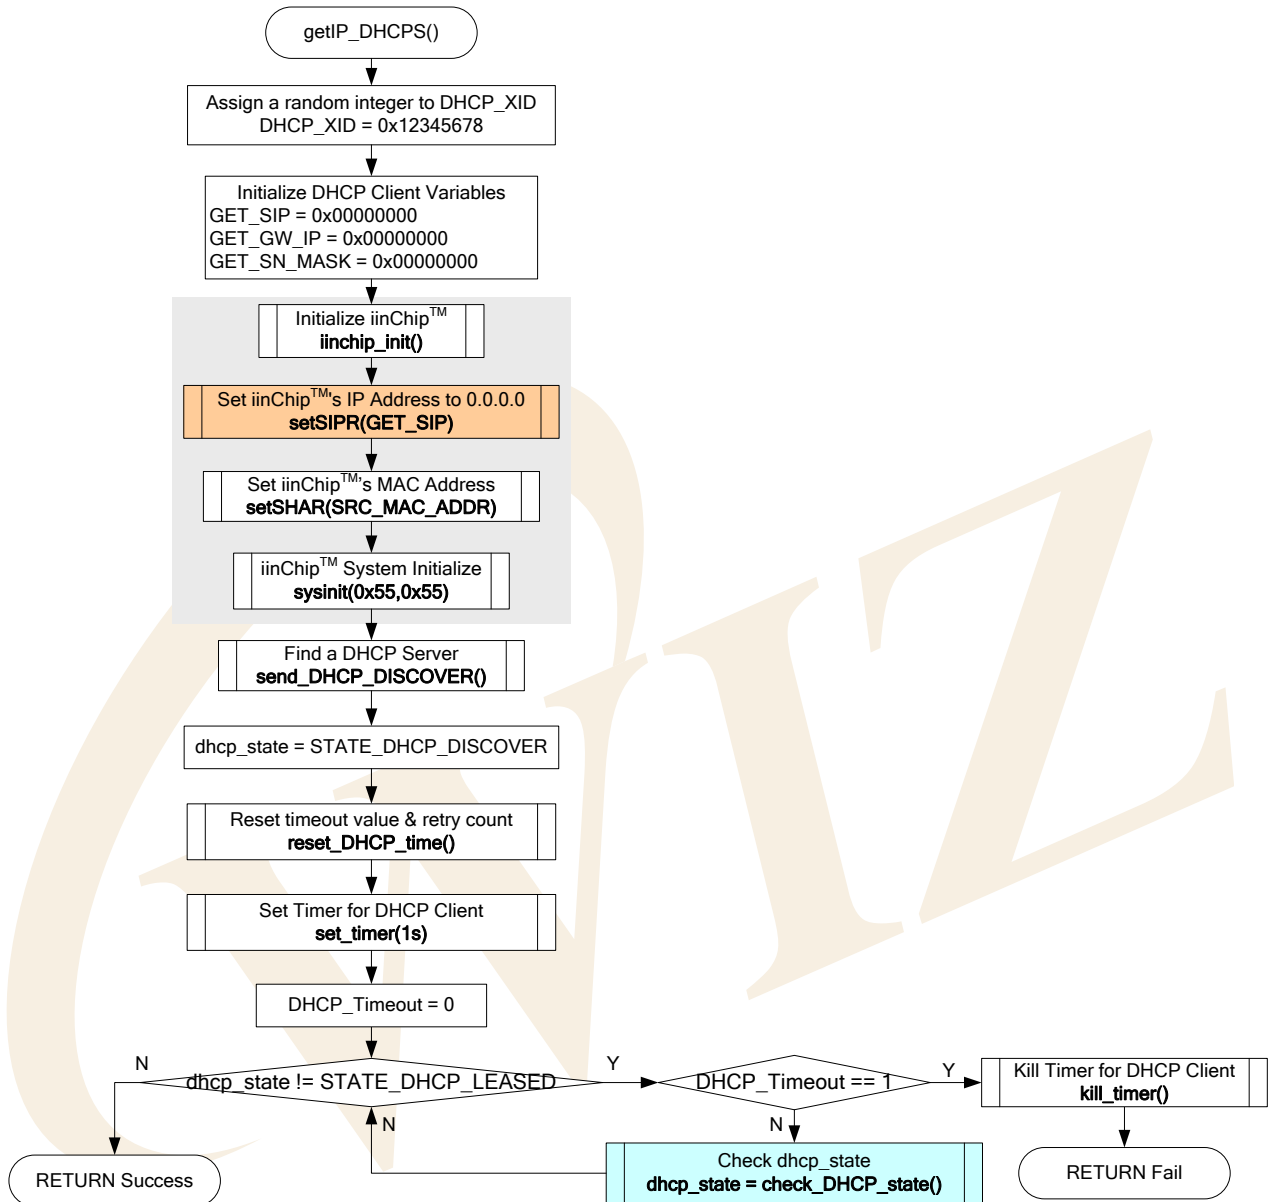 getIP_DHCPS()
Assign a random integer to DHCP_XID
DHCP_XID = 0x12345678
Initialize DHCP Client Variables
GET_SIP = 0x00000000
GET_GW_IP = 0x00000000
GET_SN_MASK = 0x00000000
Initialize iinChip™
iinchip_init()
Set iinChip™'s IP Address to 0.0.0.0
setSIPR(GET_SIP)
Set iinChip™'s MAC Address
setSHAR(SRC_MAC_ADDR)
iinChip™ System Initialize
sysinit(0x55,0x55)
Find a DHCP Server
send_DHCP_DISCOVER()
dhcp_state = STATE_DHCP_DISCOVER
Reset timeout value & retry count
reset_DHCP_time()
Set Timer for DHCP Client
set_timer(1s)
DHCP_Timeout = 0
N
dhcp_state != STATE_DHCP_LEASED
Y
DHCP_Timeout == 1
Y
Kill Timer for DHCP Client
kill_timer()
N
N
Check dhcp_state
dhcp_state = check_DHCP_state()
RETURN Success
RETURN Fail
WIZ